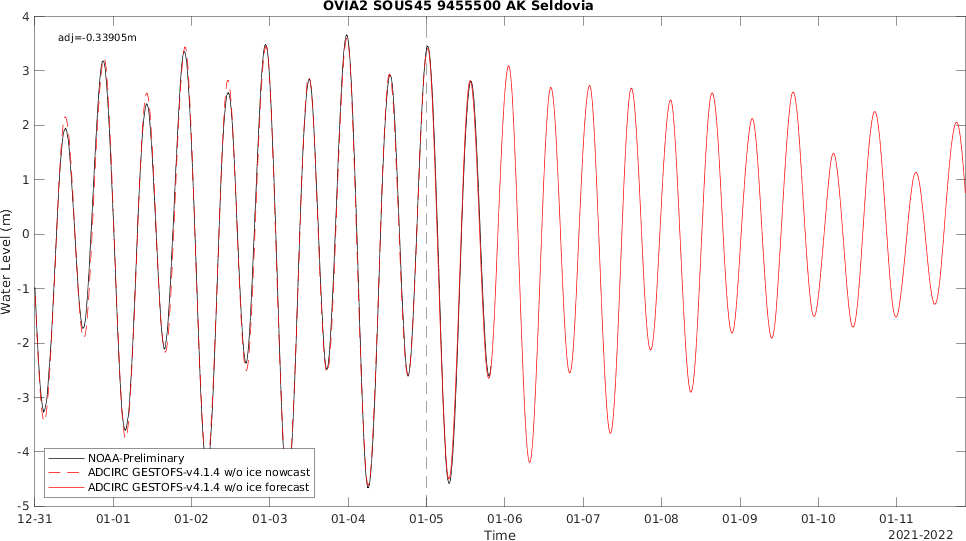 OVIA2 SOUS45 9455500 AK Seldovia
adj=-0.33905m
4
3
2
1
0
-1
-2
-3
-4
-5
Water Level (m)
NOAA-Preliminary
ADCIRC GESTOFS-v4.1.4 w/o ice nowcast
ADCIRC GESTOFS-v4.1.4 w/o ice forecast
12-31 01-01 01-02 01-03 01-04 01-05 01-06 01-07 01-08 01-09 01-10 01-11
Time
2021-2022